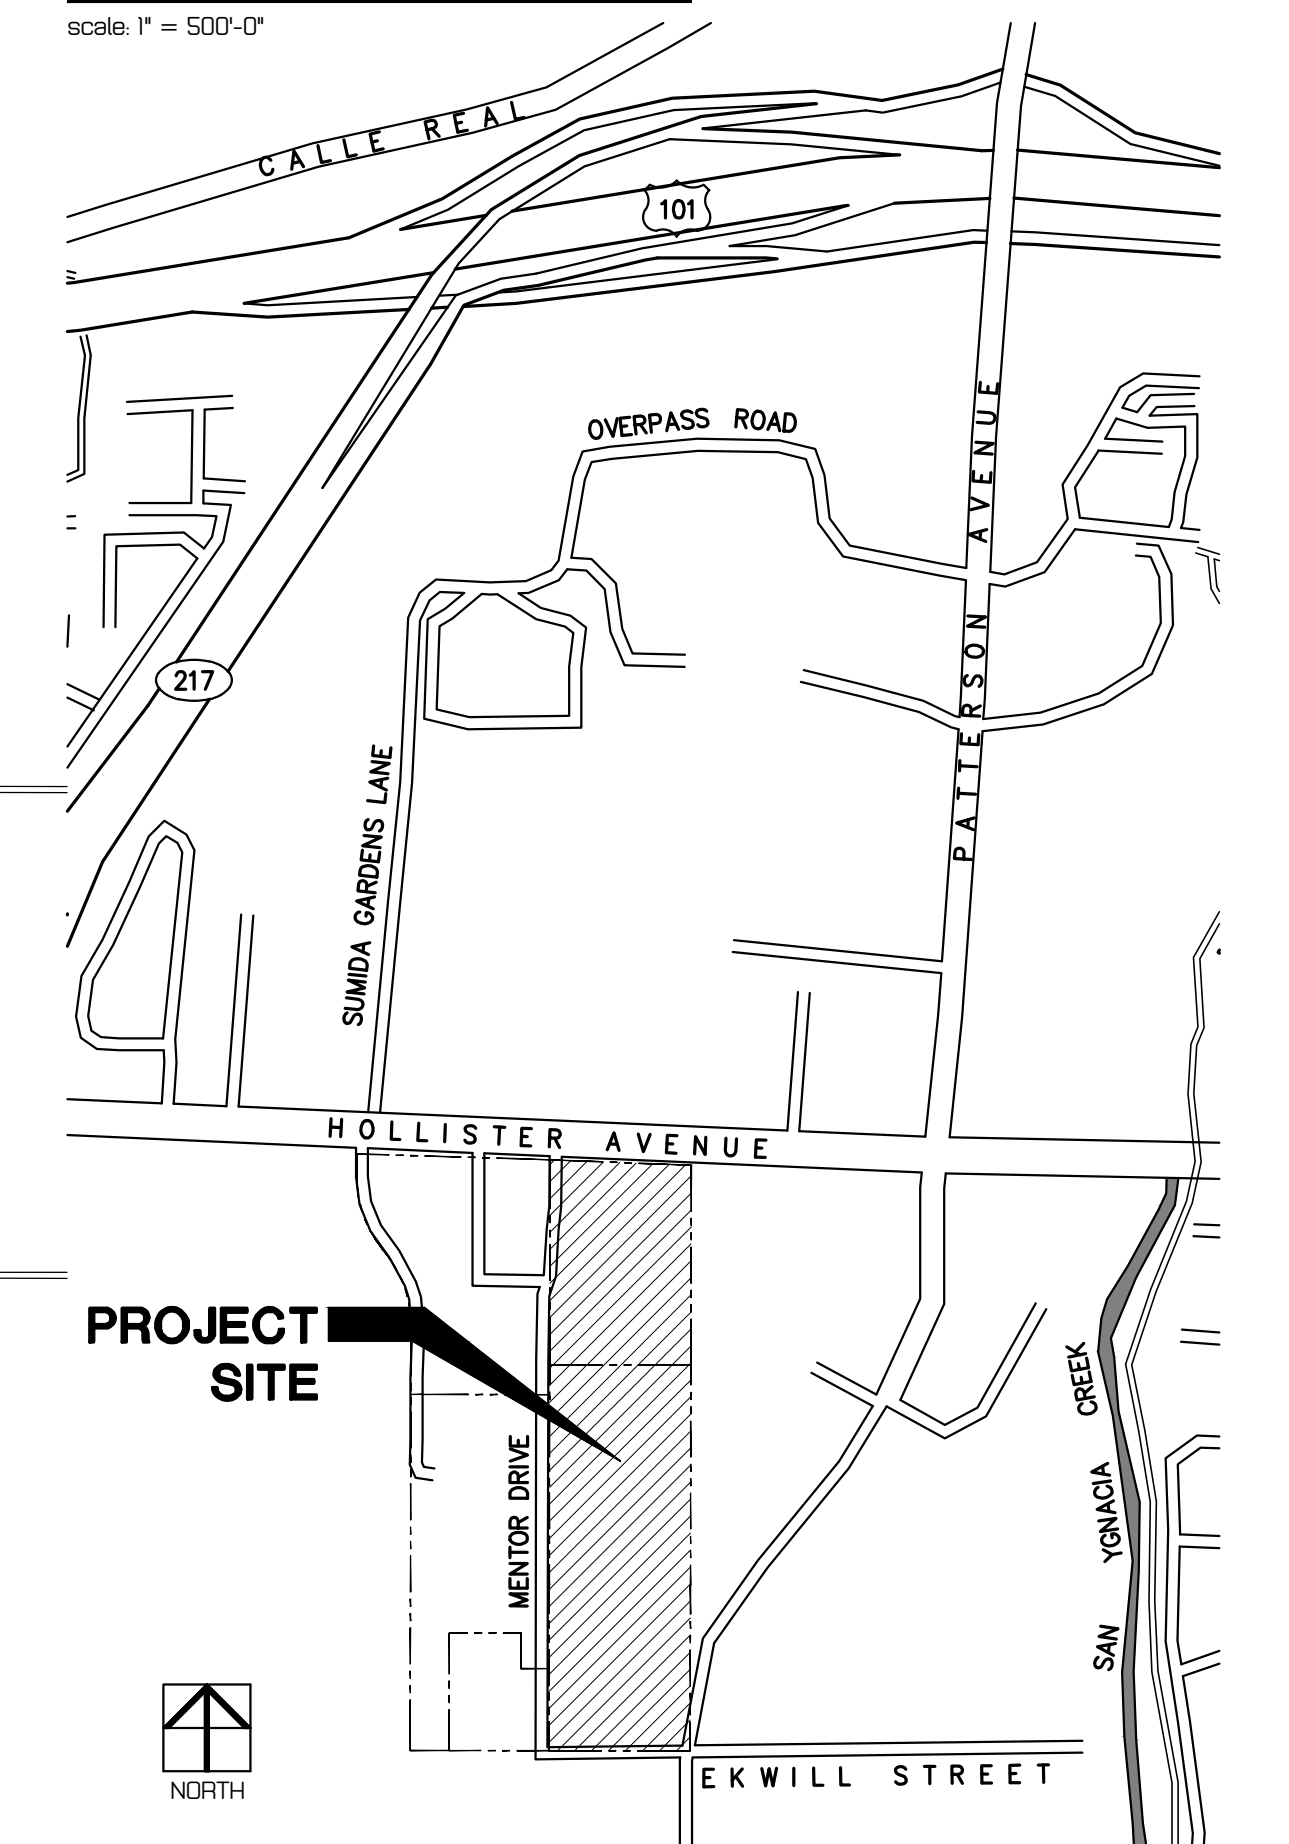 scale: 1" = 500'-0"
CALLE REAL
101
OVERPASS ROAD
PATTERSON AVENUE
217
SUMIDA GARDENS LANE
HOLLISTER AVENUE
PROJECT
SITE
CREEK
YGNACIA
SAN
MENTOR DRIVE
NORTH
EKWILL STREET